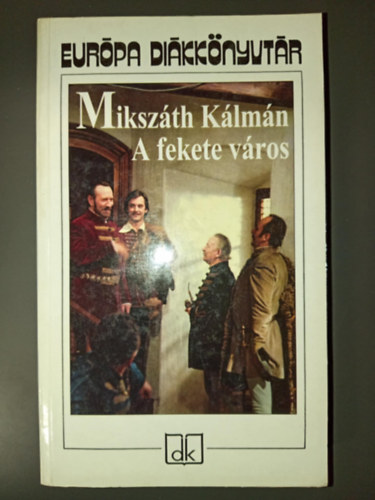 EURÓPA DIÁKKÖNYVTÁR
Mikszáth Kálmán
A fekete város
dk